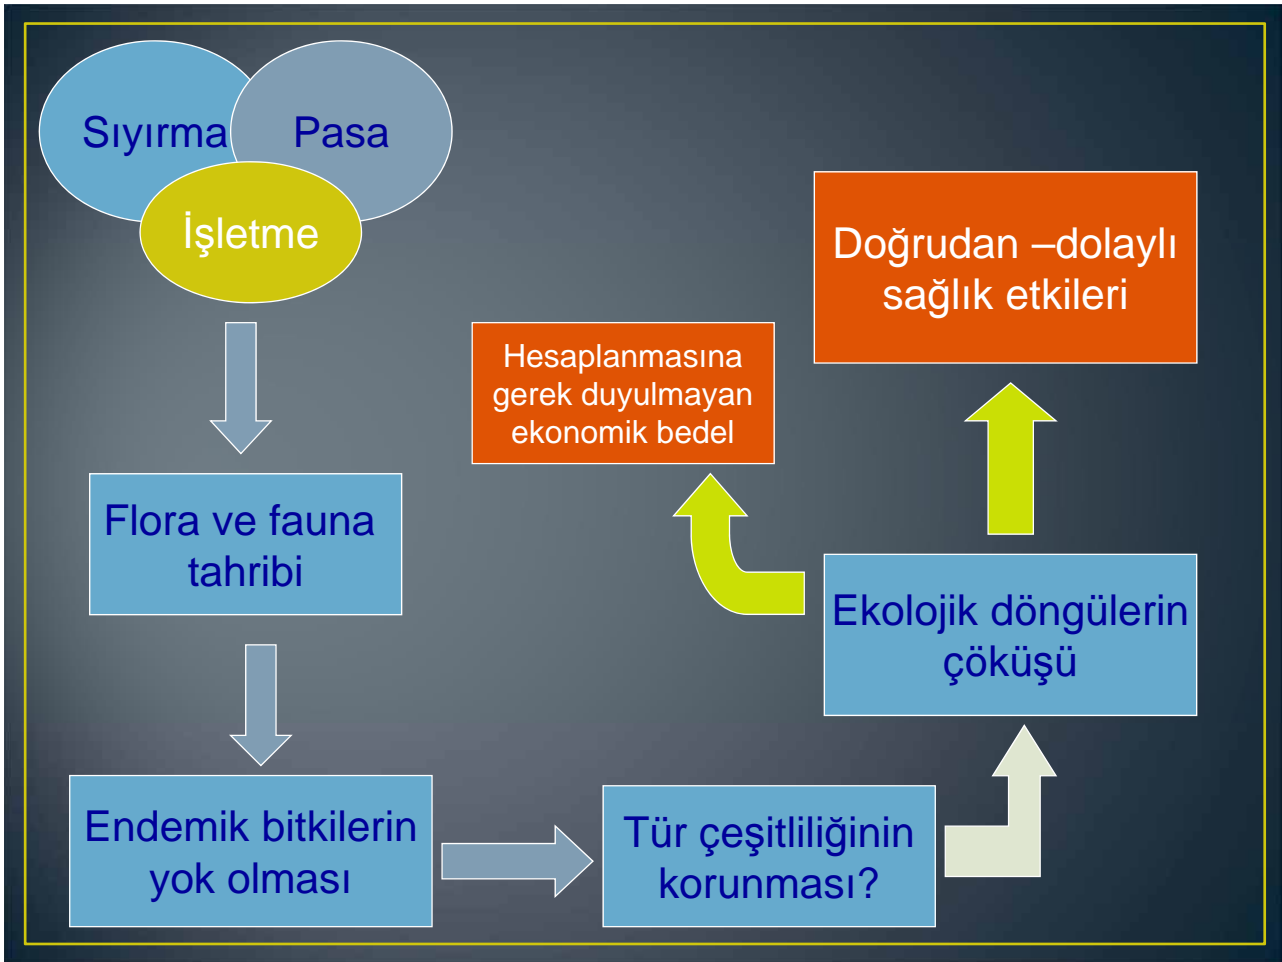 Sıyırma
Pasa
İşletme
Flora ve fauna
tahribi
Endemik bitkilerin
yok olması
Tür çeşitliliğinin
korunması?
Ekolojik döngülerin
çöküşü
Hesaplanmasına
gerek duyulmayan
ekonomik bedel
Doğrudan –dolaylı
sağlık etkileri